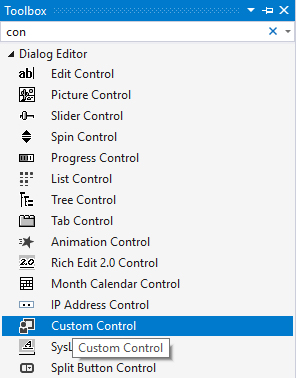 Toolbox
con
Dialog Editor
ab Edit Control
Picture Control
Slider Control
Spin Control
Progress Control
List Control
Tree Control
Tab Control
Animation Control
2.0 Rich Edit 2.0 Control
Month Calendar Control
IP Address Control
Custom Control
SysL Custom Control
Split Button Control